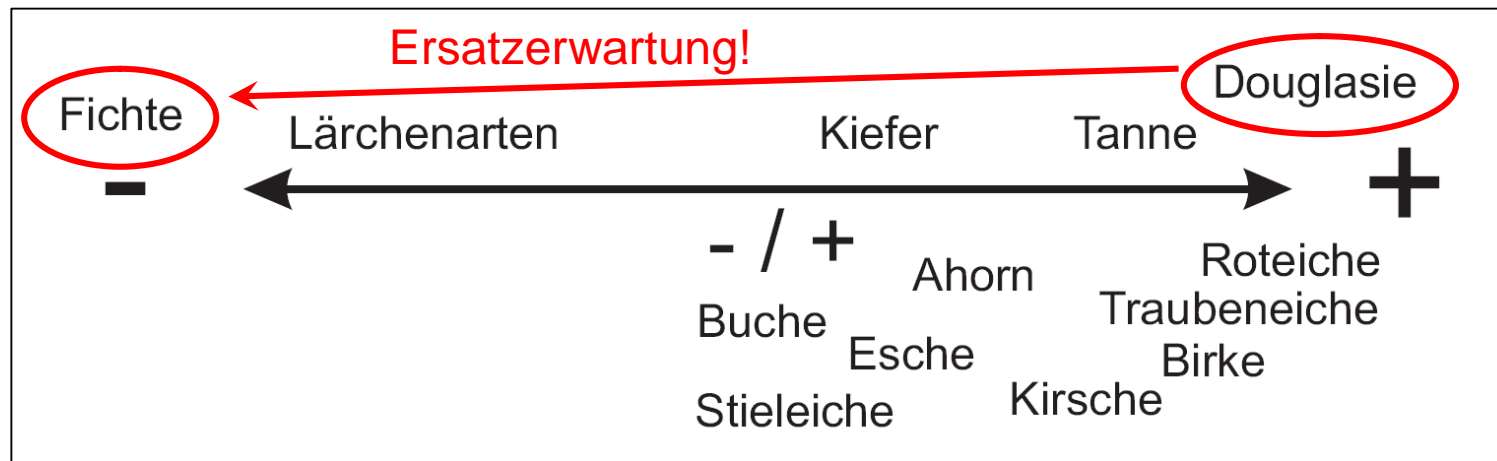 Ersatzerwartung!
Fichte
Douglasie
Lärchenarten Kiefer Tanne
- +
- / +
Ahorn Roteiche
Buche Traubeneiche
Esche Birke
Stieleiche Kirsche